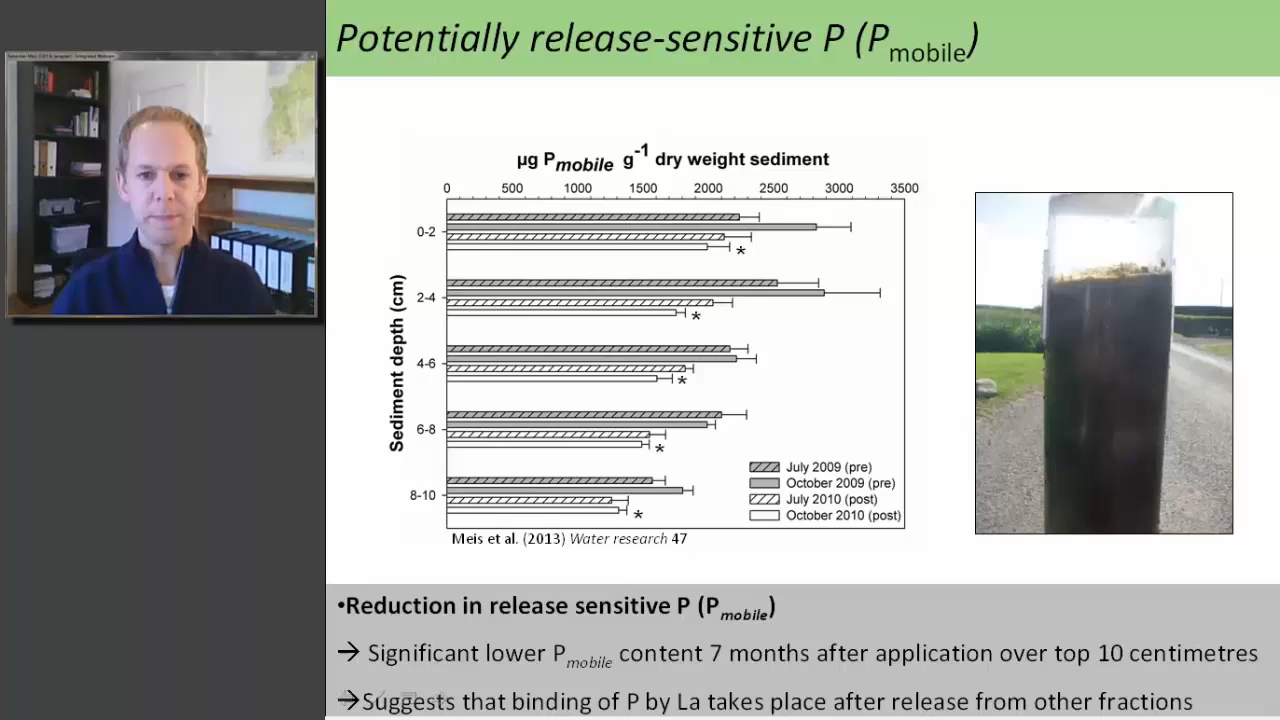 Potentially release-sensitive P (Pmobile)
µg Pmobile g-1 dry weight sediment
0 500 1000 1500 2000 2500 3000 3500
Sediment depth (cm)
0-2
*
2-4
*
4-6
*
6-8
*
8-10
*
July 2009 (pre)
October 2009 (pre)
July 2010 (post)
October 2010 (post)
Meis et al. (2013) Water research 47
•Reduction in release sensitive P (Pmobile)
→ Significant lower Pmobile content 7 months after application over top 10 centimetres
→Suggests that binding of P by La takes place after release from other fractions